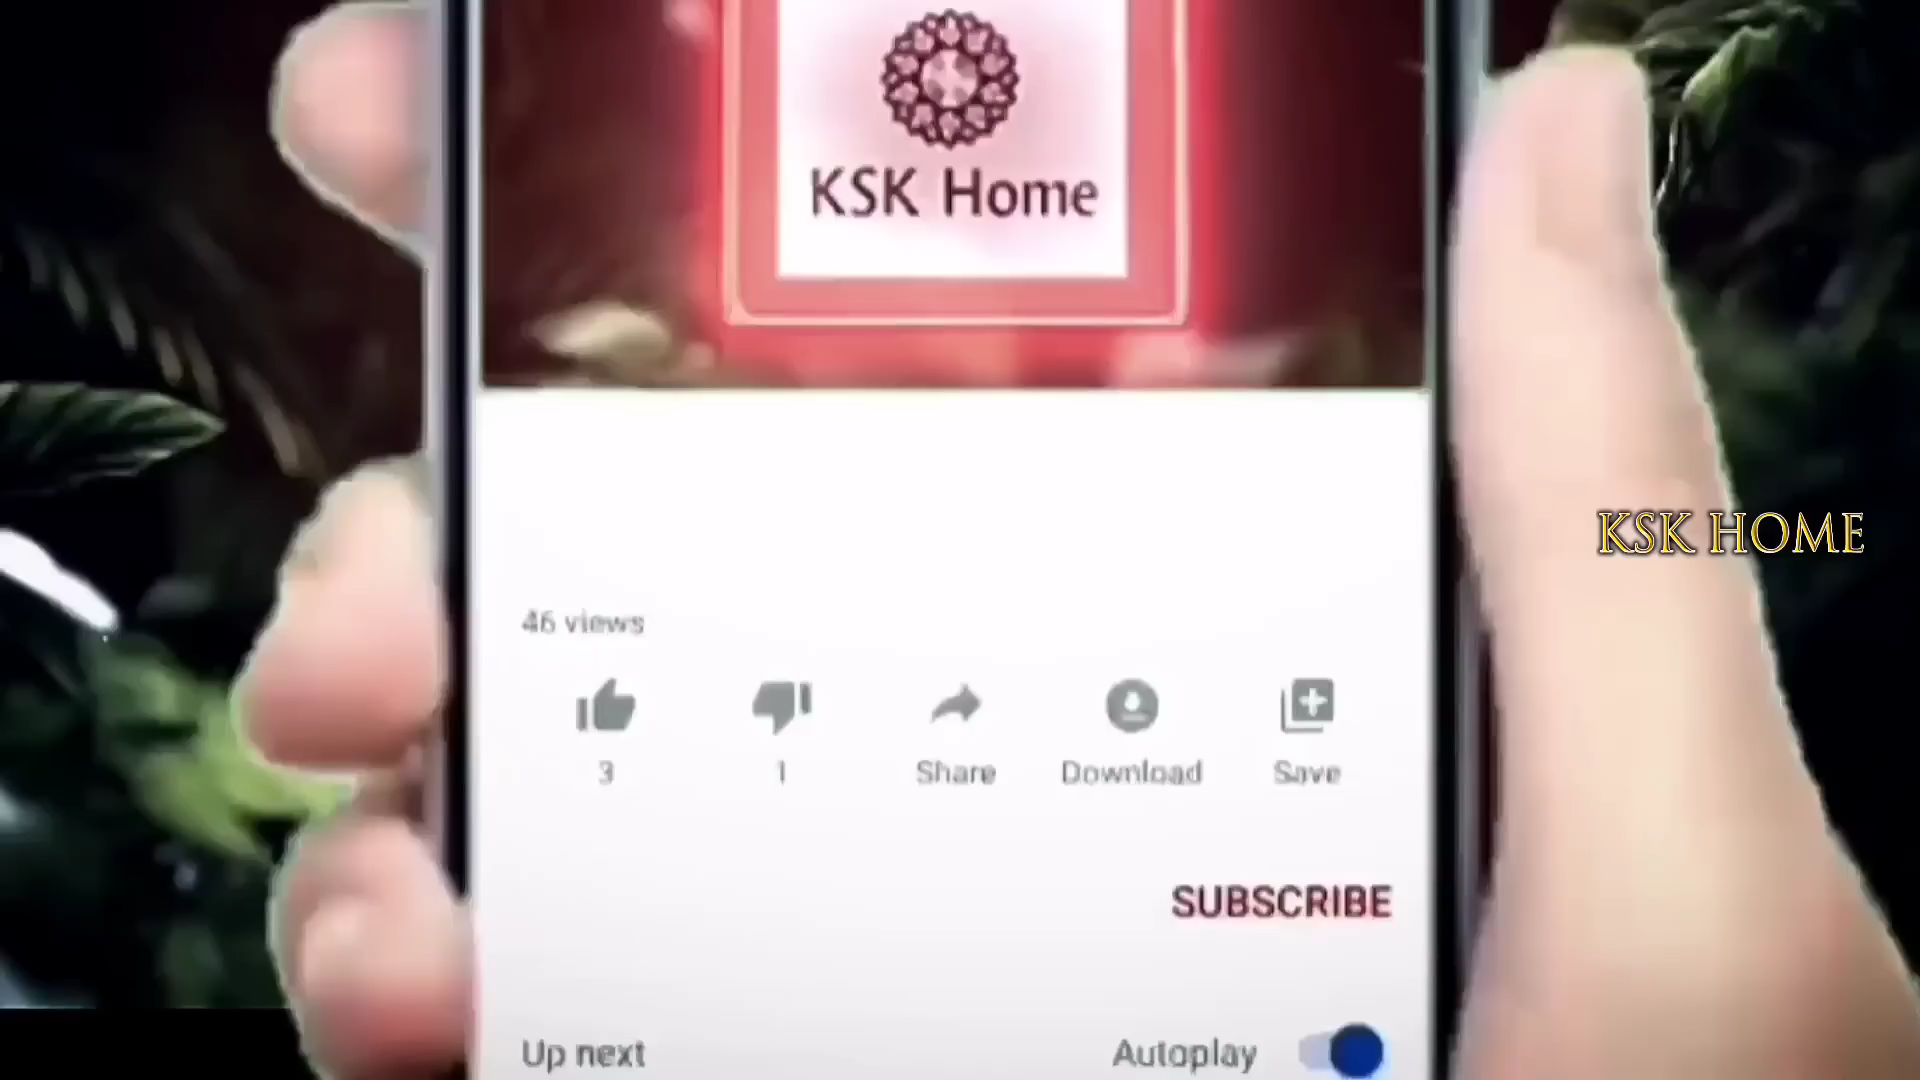 KSK Home
KSK HOME
46 views
3
1
Share
Download
Save
SUBSCRIBE
Up next
Autoplay